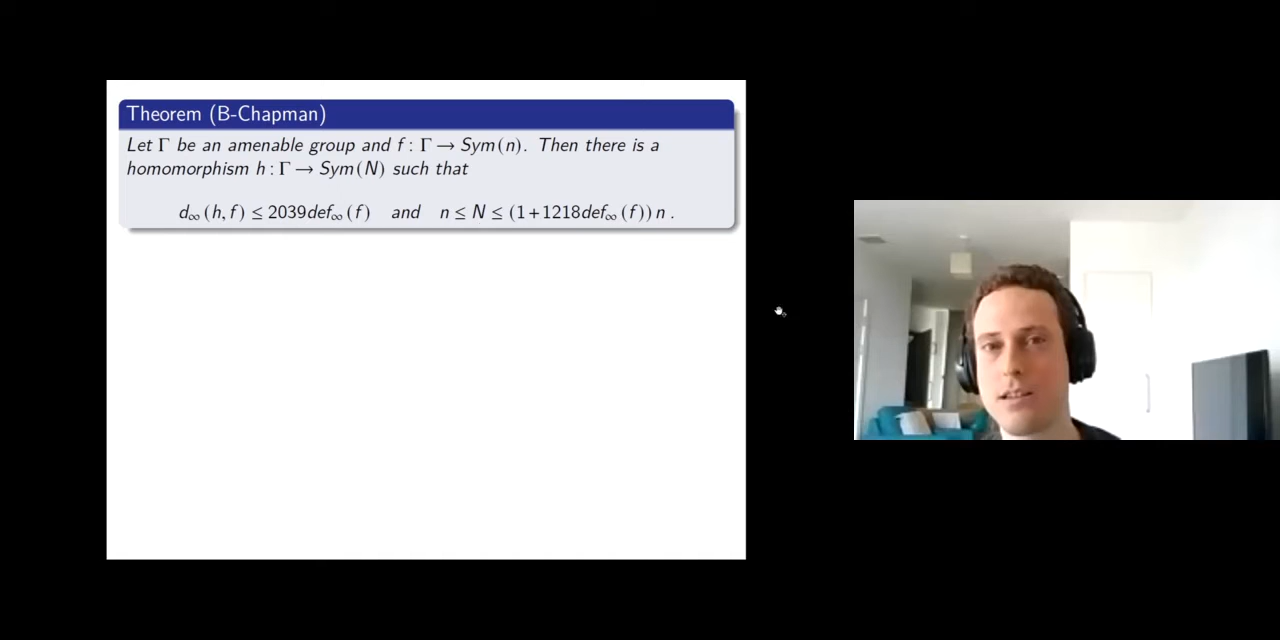 Theorem (B-Chapman)
Let Γ be an amenable group and f : Γ → Sym(n). Then there is a
homomorphism h : Γ → Sym(N) such that
d∞ (h, f) ≤ 2039def∞ (f) and n ≤ N ≤ (1+1218def∞ (f)) n .